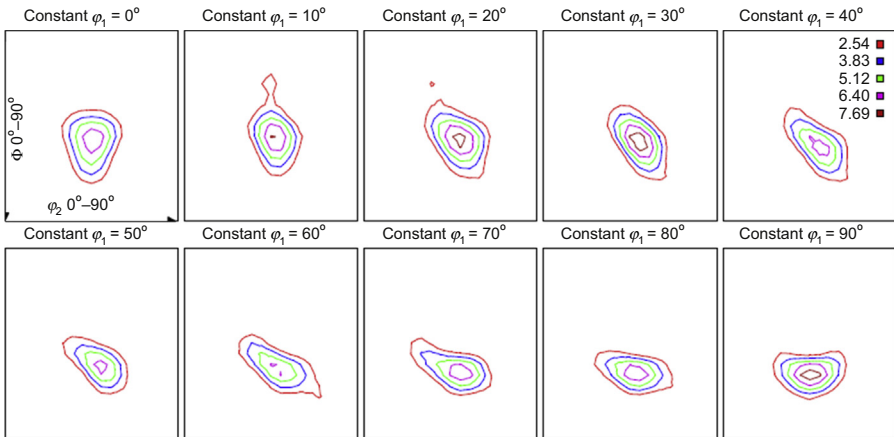 Constant φ₁ = 0°
Constant φ₁ = 10°
Constant φ₁ = 20°
Constant φ₁ = 30°
Constant φ₁ = 40°
2.54
3.83
5.12
6.40
7.69
Φ 0°–90°
φ₂ 0°–90°
Constant φ₁ = 50°
Constant φ₁ = 60°
Constant φ₁ = 70°
Constant φ₁ = 80°
Constant φ₁ = 90°